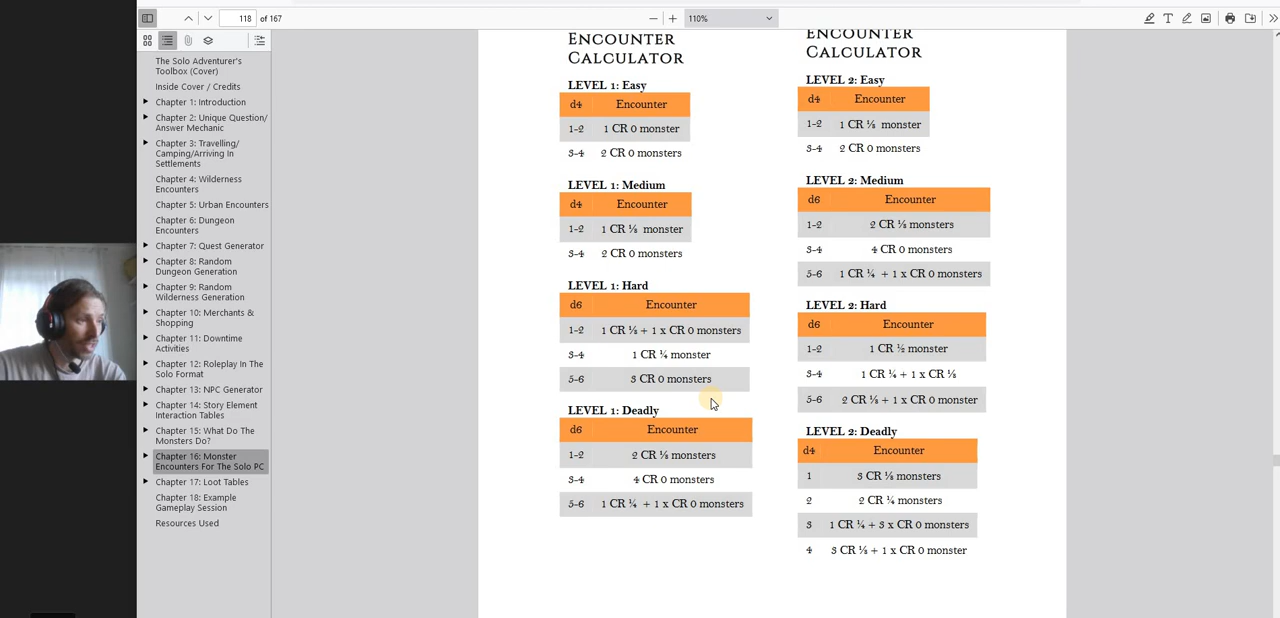 118 of 167
110%
The Solo Adventurer's
Toolbox (Cover)
Inside Cover / Credits
Chapter 1: Introduction
Chapter 2: Unique Question/
Answer Mechanic
Chapter 3: Travelling/
Camping/Arriving In
Settlements
Chapter 4: Wilderness
Encounters
Chapter 5: Urban Encounters
Chapter 6: Dungeon
Encounters
Chapter 7: Quest Generator
Chapter 8: Random
Dungeon Generation
Chapter 9: Random
Wilderness Generation
Chapter 10: Merchants &
Shopping
Chapter 11: Downtime
Activities
Chapter 12: Roleplay In The
Solo Format
Chapter 13: NPC Generator
Chapter 14: Story Element
Interaction Tables
Chapter 15: What Do The
Monsters Do?
Chapter 16: Monster
Encounters For The Solo PC
Chapter 17: Loot Tables
Chapter 18: Example
Gameplay Session
Resources Used
ENCOUNTER
CALCULATOR
LEVEL 1: Easy
d4 Encounter
1-2 1 CR 0 monster
3-4 2 CR 0 monsters
LEVEL 1: Medium
d4 Encounter
1-2 1 CR ⅛ monster
3-4 2 CR 0 monsters
LEVEL 1: Hard
d6 Encounter
1-2 1 CR ⅛ + 1 x CR 0 monsters
3-4 1 CR ¼ monster
5-6 3 CR 0 monsters
LEVEL 1: Deadly
d6 Encounter
1-2 2 CR ⅛ monsters
3-4 4 CR 0 monsters
5-6 1 CR ¼ + 1 x CR 0 monsters
ENCOUNTER
CALCULATOR
LEVEL 2: Easy
d4 Encounter
1-2 1 CR ⅛ monster
3-4 2 CR 0 monsters
LEVEL 2: Medium
d6 Encounter
1-2 2 CR ⅛ monsters
3-4 4 CR 0 monsters
5-6 1 CR ¼ + 1 x CR 0 monsters
LEVEL 2: Hard
d6 Encounter
1-2 1 CR ½ monster
3-4 1 CR ¼ + 1 x CR ⅛
5-6 2 CR ⅛ + 1 x CR 0 monster
LEVEL 2: Deadly
d4 Encounter
1 3 CR ⅛ monsters
2 2 CR ¼ monsters
3 1 CR ¼ + 3 x CR 0 monsters
4 3 CR ⅛ + 1 x CR 0 monster